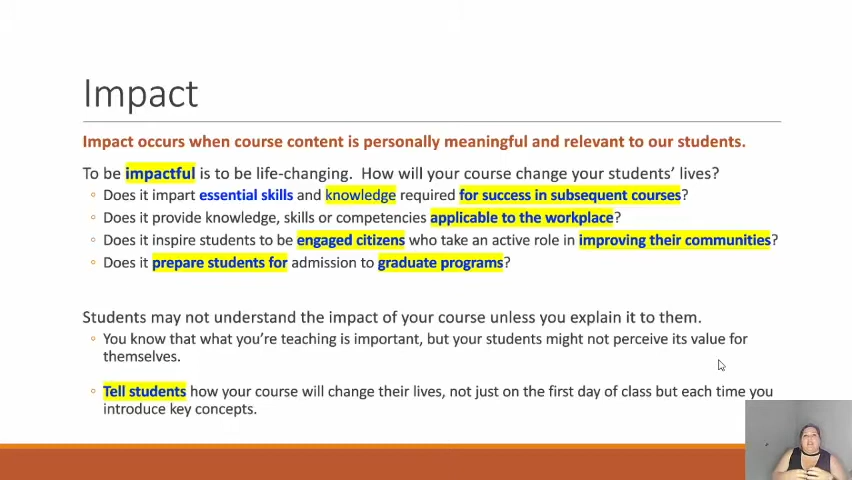 Impact
Impact occurs when course content is personally meaningful and relevant to our students.
To be impactful is to be life-changing. How will your course change your students' lives?
◦ Does it impart essential skills and knowledge required for success in subsequent courses?
◦ Does it provide knowledge, skills or competencies applicable to the workplace?
◦ Does it inspire students to be engaged citizens who take an active role in improving their communities?
◦ Does it prepare students for admission to graduate programs?
Students may not understand the impact of your course unless you explain it to them.
◦ You know that what you're teaching is important, but your students might not perceive its value for
themselves.
◦ Tell students how your course will change their lives, not just on the first day of class but each time you
introduce key concepts.